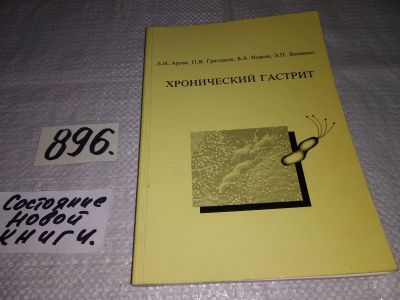 Л.И. Аруин, П.Я. Григорьев, В.А. Исаков, Э.П. Яковенко
ХРОНИЧЕСКИЙ ГАСТРИТ
896.
Состояние
новой
книги.